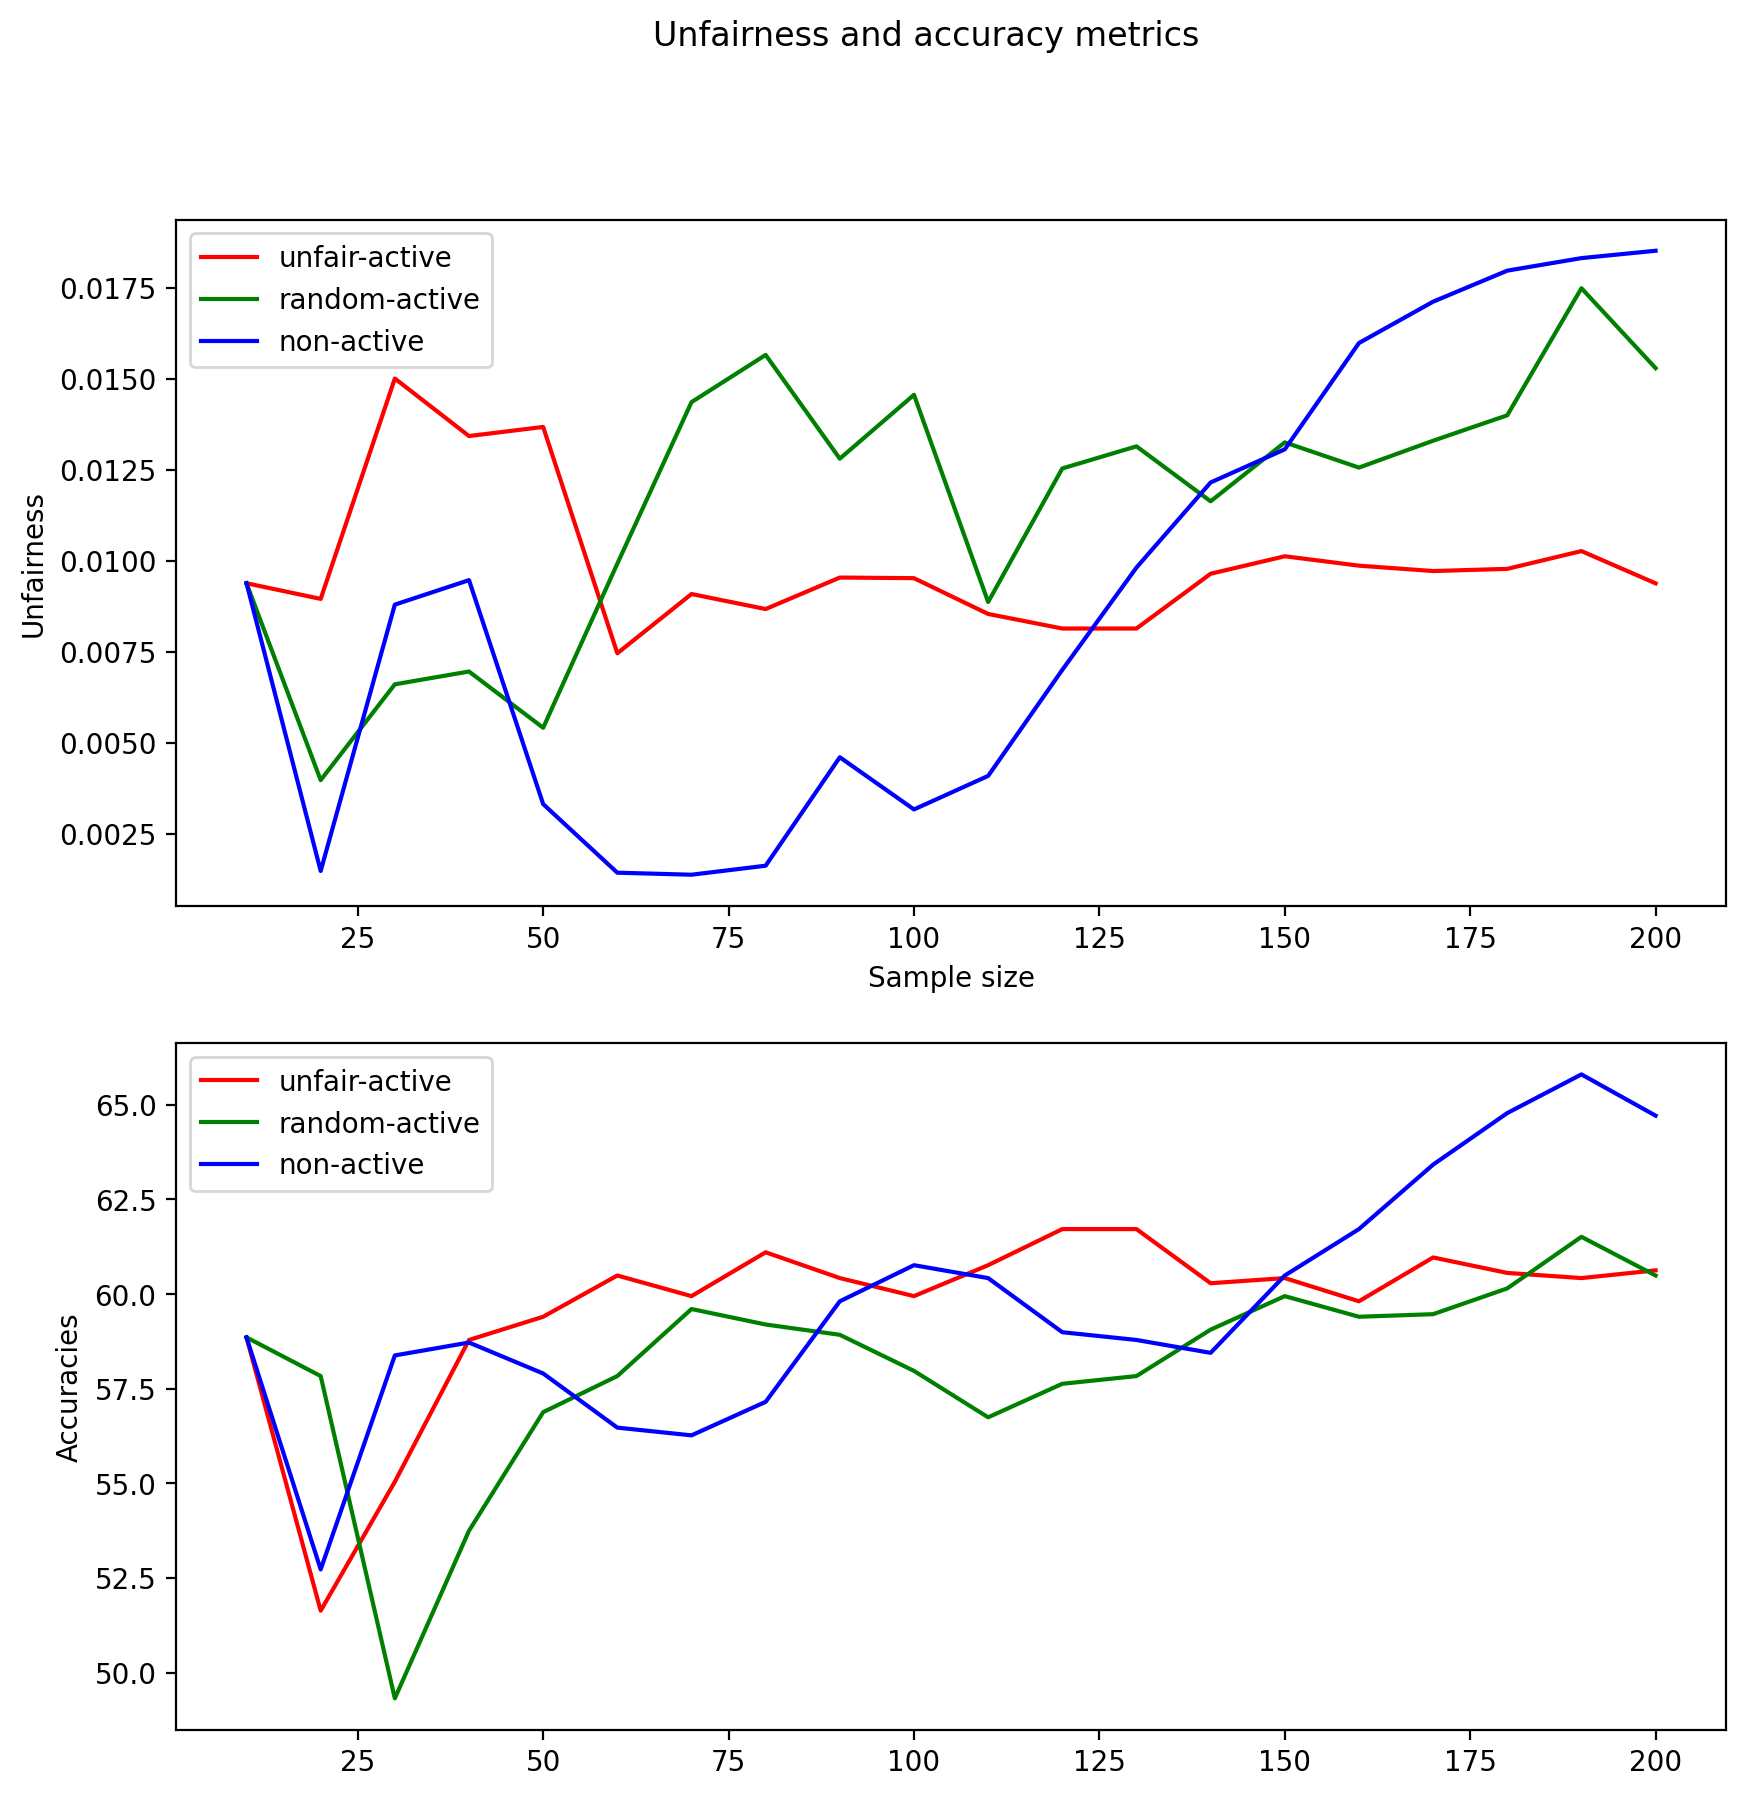 Unfairness and accuracy metrics
unfair-active
random-active
non-active
0.0175
0.0150
0.0125
0.0100
0.0075
0.0050
0.0025
Unfairness
25 50 75 100 125 150 175 200
Sample size
unfair-active
random-active
non-active
65.0
62.5
60.0
57.5
55.0
52.5
50.0
Accuracies
25 50 75 100 125 150 175 200